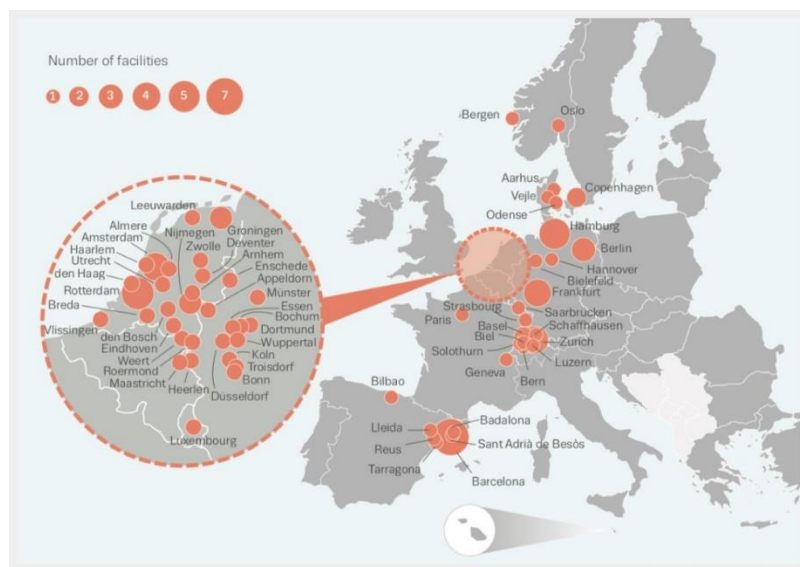 Number of facilities
1 2 3 4 5 7
Bergen
Oslo
Aarhus
Vejle
Odense
Copenhagen
Hamburg
Berlin
Hannover
Bielefeld
Frankfurt
Strasbourg
Saarbrücken
Paris
Basel
Schaffhausen
Biel
Zurich
Solothurn
Luzern
Geneva
Bern
Bilbao
Lleida
Badalona
Reus
Sant Adrià de Besòs
Tarragona
Barcelona
Leeuwarden
Groningen
Almere
Nijmegen
Deventer
Amsterdam
Zwolle
Arnhem
Haarlem
Utrecht
Enschede
den Haag
Appeldorn
Rotterdam
Münster
Breda
Essen
Bochum
Vlissingen
Dortmund
den Bosch
Wuppertal
Eindhoven
Köln
Weert
Troisdorf
Roermond
Bonn
Maastricht
Heerlen
Düsseldorf
Luxembourg